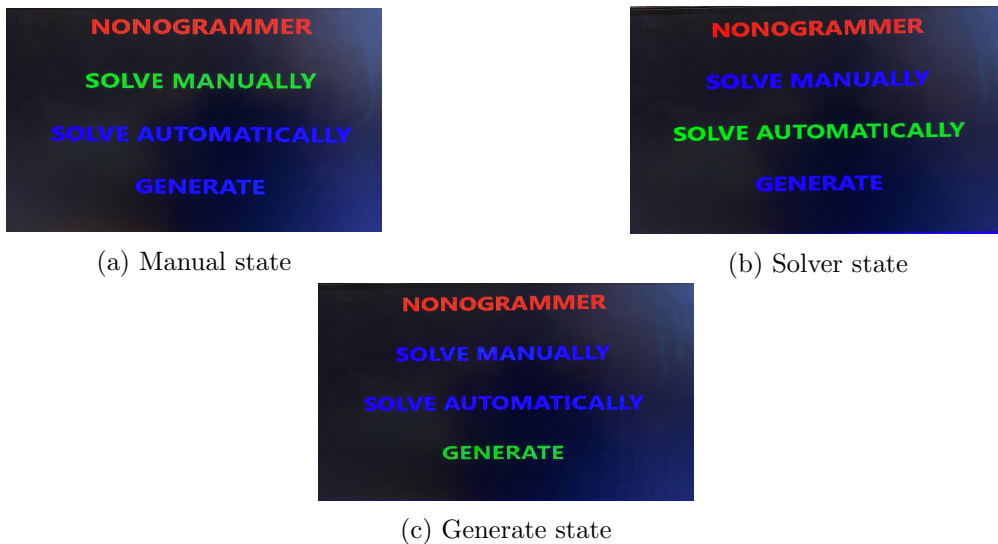 NONOGRAMMER
SOLVE MANUALLY
SOLVE AUTOMATICALLY
GENERATE
(a) Manual state
NONOGRAMMER
SOLVE MANUALLY
SOLVE AUTOMATICALLY
GENERATE
(b) Solver state
NONOGRAMMER
SOLVE MANUALLY
SOLVE AUTOMATICALLY
GENERATE
(c) Generate state